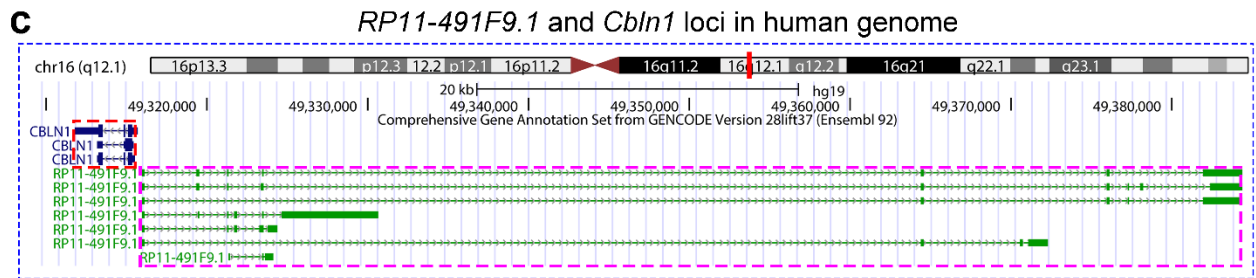 C RP11-491F9.1 and Cbln1 loci in human genome
chr16 (q12.1) 16p13.3 p12.3 12.2 p12.1 16p11.2 16q11.2 16q12.1 q12.2 16q21 q22.1 q23.1
20 kb hg19
49,320,000 49,330,000 49,340,000 49,350,000 49,360,000 49,370,000 49,380,000
Comprehensive Gene Annotation Set from GENCODE Version 28lift37 (Ensembl 92)
CBLN1
CBLN1
CBLN1
RP11-491F9.1
RP11-491F9.1
RP11-491F9.1
RP11-491F9.1
RP11-491F9.1
RP11-491F9.1
RP11-491F9.1